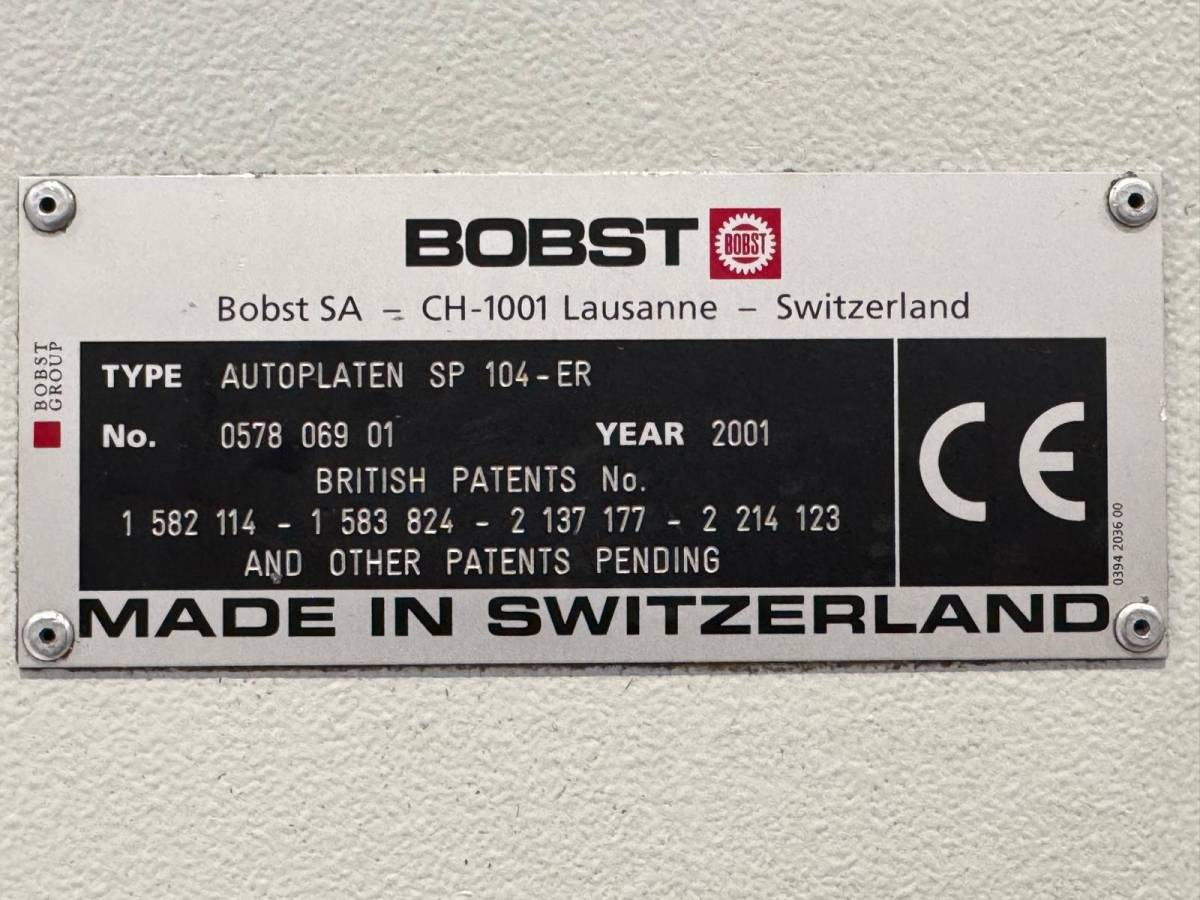 BOBST BOBST
Bobst SA – CH-1001 Lausanne – Switzerland
BOBST
GROUP
TYPE AUTOPLATEN SP 104-ER
No. 0578 069 01 YEAR 2001
BRITISH PATENTS No.
1 582 114 - 1 583 824 - 2 137 177 - 2 214 123
AND OTHER PATENTS PENDING
CE
0394 2036 00
MADE IN SWITZERLAND